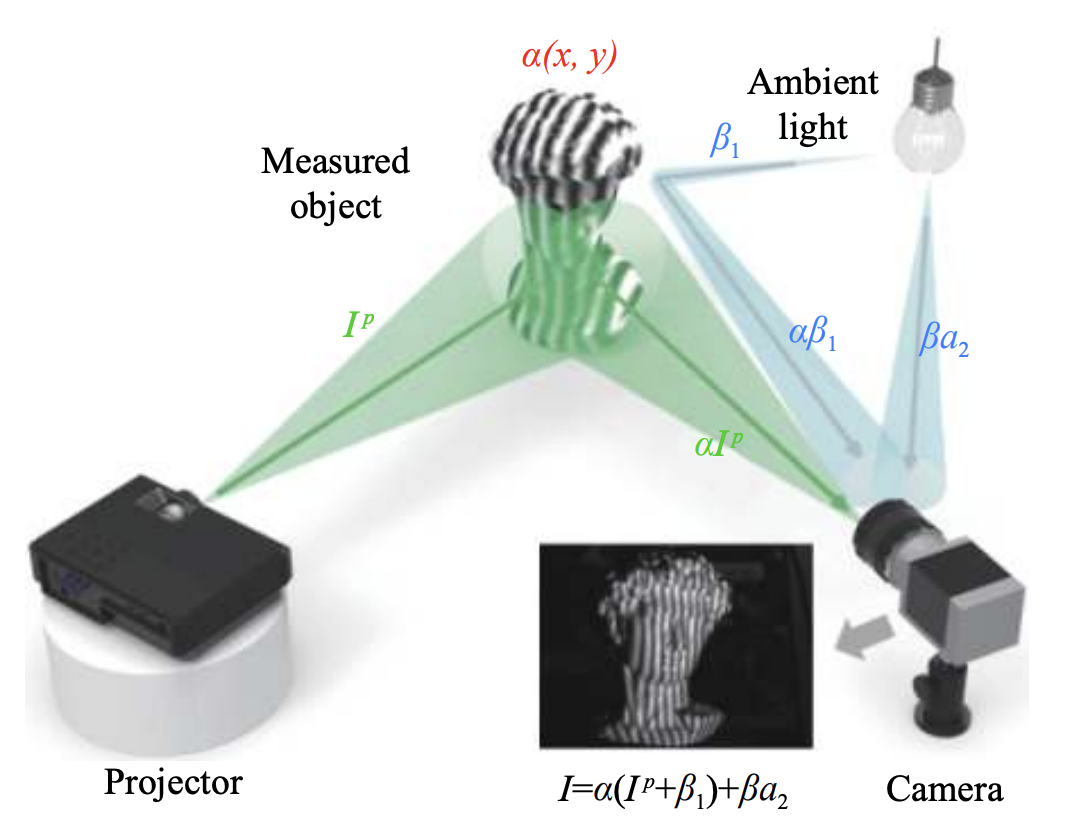 α(x, y)
Ambient
light
β₁
Measured
object
Iᵖ
αβ₁
βa₂
αIᵖ
I=α(Iᵖ+β₁)+βa₂
Projector
Camera